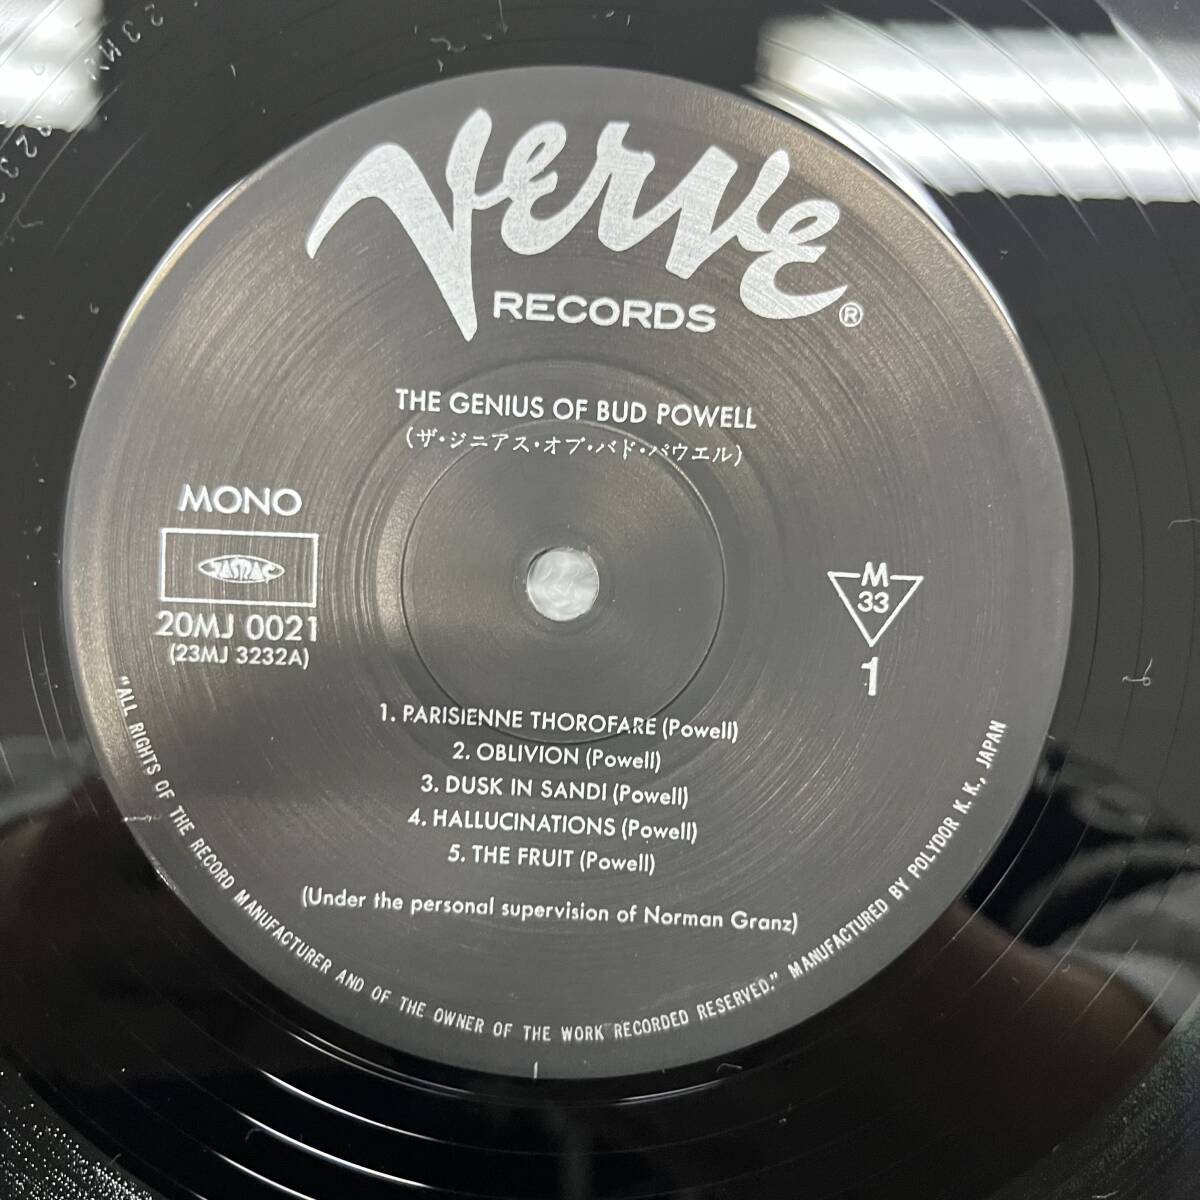 Verve ®
RECORDS
THE GENIUS OF BUD POWELL
(ザ・ジニアス・オブ・バド・パウエル)
MONO
JASRAC
20MJ 0021
(23MJ 3232A)
M
33
1
1. PARISIENNE THOROFARE (Powell)
2. OBLIVION (Powell)
3. DUSK IN SANDI (Powell)
4. HALLUCINATIONS (Powell)
5. THE FRUIT (Powell)
(Under the personal supervision of Norman Granz)
"ALL RIGHTS OF THE RECORD MANUFACTURER AND OF THE OWNER OF THE WORK RECORDED RESERVED." MANUFACTURED BY POLYDOR K. K., JAPAN